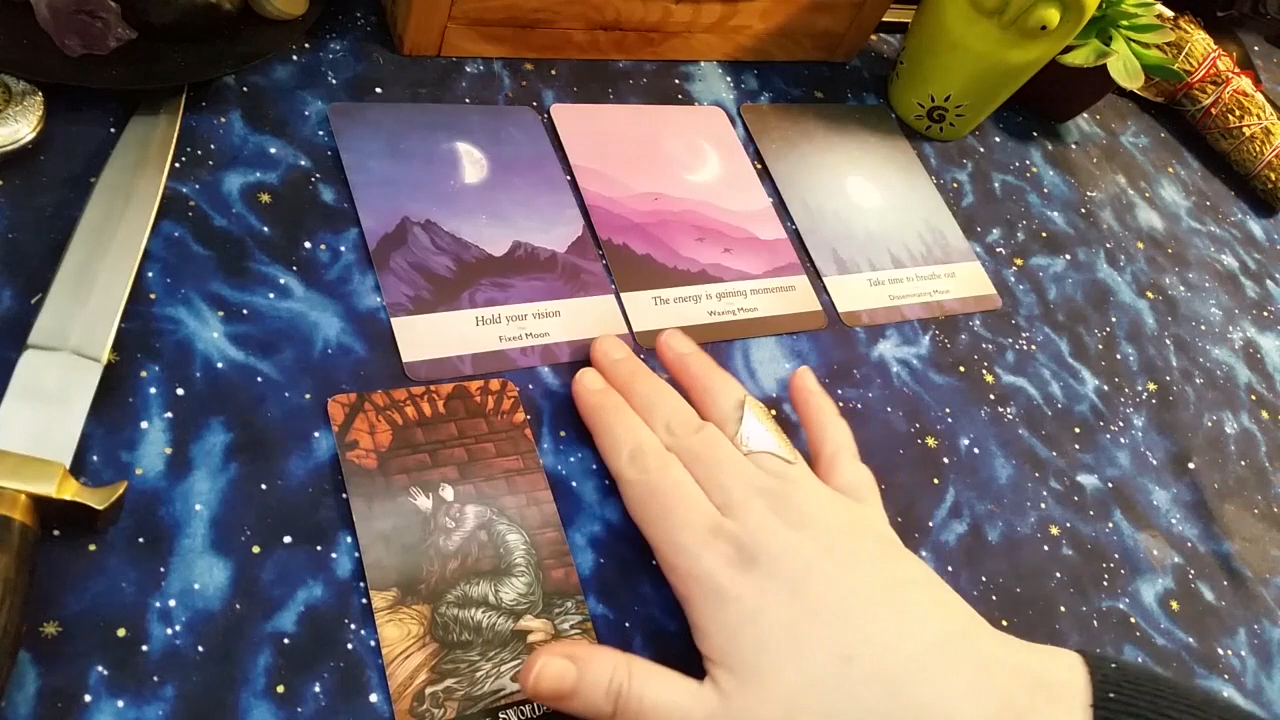 Hold your vision
Fixed Moon
The energy is gaining momentum
Waxing Moon
Take time to breathe out
Disseminating Moon
SWORDS